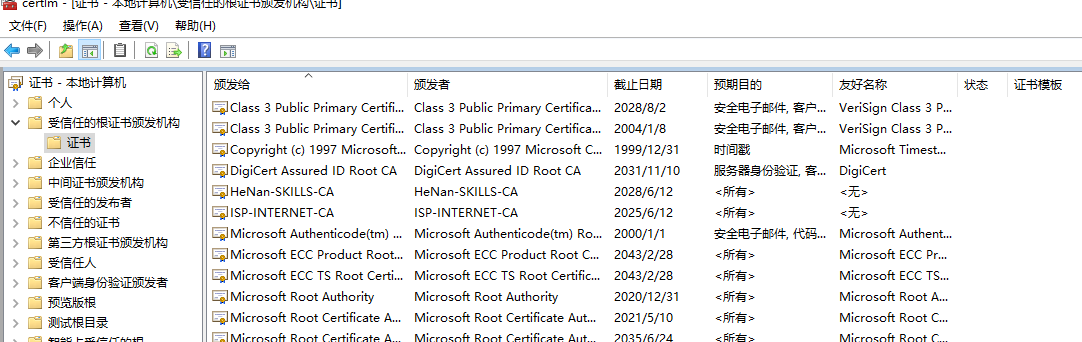 certlm - [证书 - 本地计算机\受信任的根证书颁发机构\证书]
文件(F) 操作(A) 查看(V) 帮助(H)
证书 - 本地计算机
个人
受信任的根证书颁发机构
证书
企业信任
中间证书颁发机构
受信任的发布者
不信任的证书
第三方根证书颁发机构
受信任人
客户端身份验证颁发者
预览版根
测试根目录
智能卡受信任的根
颁发给 颁发者 截止日期 预期目的 友好名称 状态 证书模板
Class 3 Public Primary Certifi... Class 3 Public Primary Certifica... 2028/8/2 安全电子邮件, 客户... VeriSign Class 3 P...
Class 3 Public Primary Certifi... Class 3 Public Primary Certifica... 2004/1/8 安全电子邮件, 客户... VeriSign Class 3 P...
Copyright (c) 1997 Microsoft... Copyright (c) 1997 Microsoft C... 1999/12/31 时间戳 Microsoft Timest...
DigiCert Assured ID Root CA DigiCert Assured ID Root CA 2031/11/10 服务器身份验证, 客... DigiCert
HeNan-SKILLS-CA HeNan-SKILLS-CA 2028/6/12 <所有> <无>
ISP-INTERNET-CA ISP-INTERNET-CA 2025/6/12 <所有> <无>
Microsoft Authenticode(tm) Ro... Microsoft Authenticode(tm) Ro... 2000/1/1 安全电子邮件, 代码... Microsoft Authent...
Microsoft ECC Product Root... Microsoft ECC Product Root C... 2043/2/28 <所有> Microsoft ECC Pr...
Microsoft ECC TS Root Certi... Microsoft ECC TS Root Certific... 2043/2/28 <所有> Microsoft ECC TS...
Microsoft Root Authority Microsoft Root Authority 2020/12/31 <所有> Microsoft Root A...
Microsoft Root Certificate A... Microsoft Root Certificate Aut... 2021/5/10 <所有> Microsoft Root C...
Microsoft Root Certificate A... Microsoft Root Certificate Aut... 2035/6/24 <所有> Microsoft Root C...